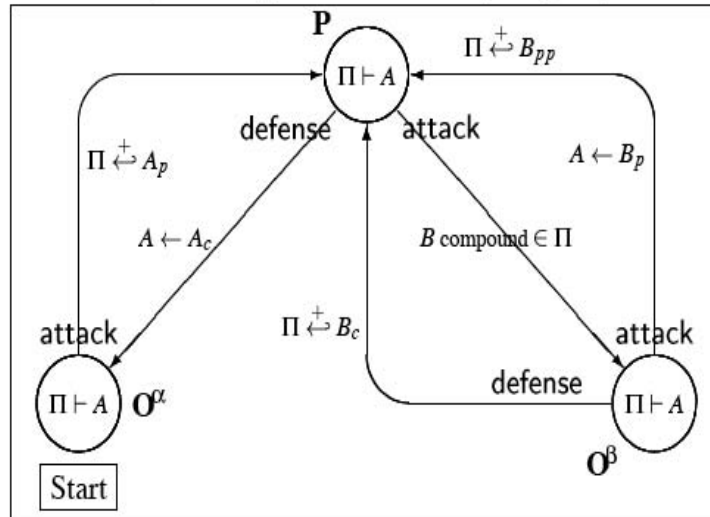 P
Π ⊢ A
Π ↩⁺ B_pp
defense
attack
Π ↩⁺ A_p
A ← B_p
A ← A_c
B compound ∈ Π
Π ↩⁺ B_c
attack
attack
defense
Π ⊢ A
O^α
Π ⊢ A
O^β
Start